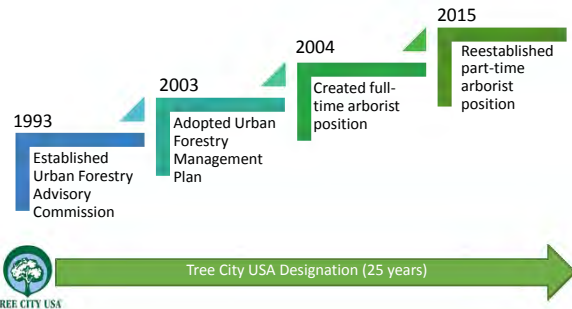 1993
Established
Urban Forestry
Advisory
Commission
2003
Adopted Urban
Forestry
Management
Plan
2004
Created full-
time arborist
position
2015
Reestablished
part-time
arborist
position
Tree City USA Designation (25 years)
REE CITY USA